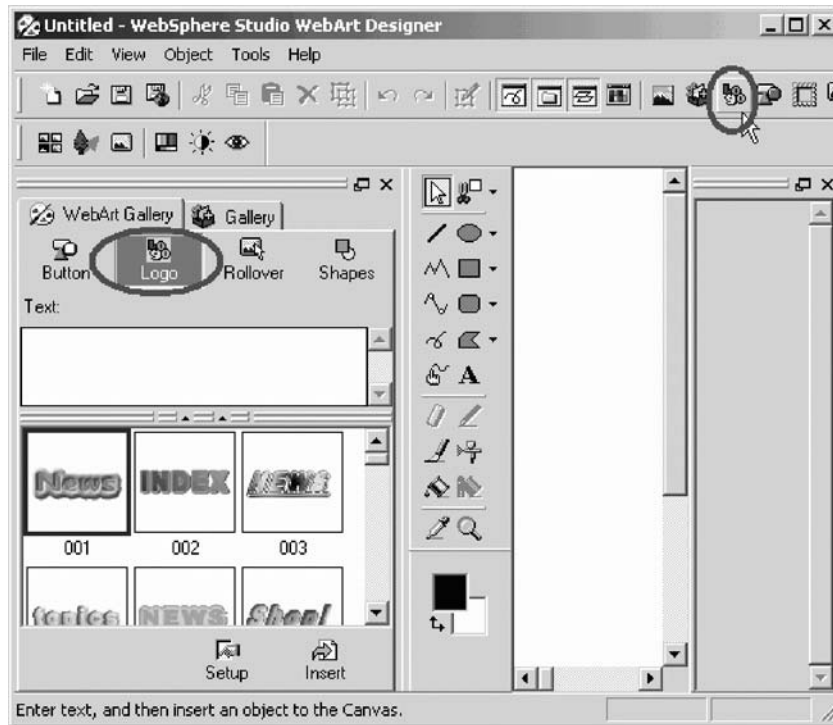 Untitled - WebSphere Studio WebArt Designer
File Edit View Object Tools Help
WebArt Gallery Gallery
Button Logo Rollover Shapes
Text:
A
News INDEX NEWS
001 002 003
topics NEWS Shop!
Setup Insert
Enter text, and then insert an object to the Canvas.